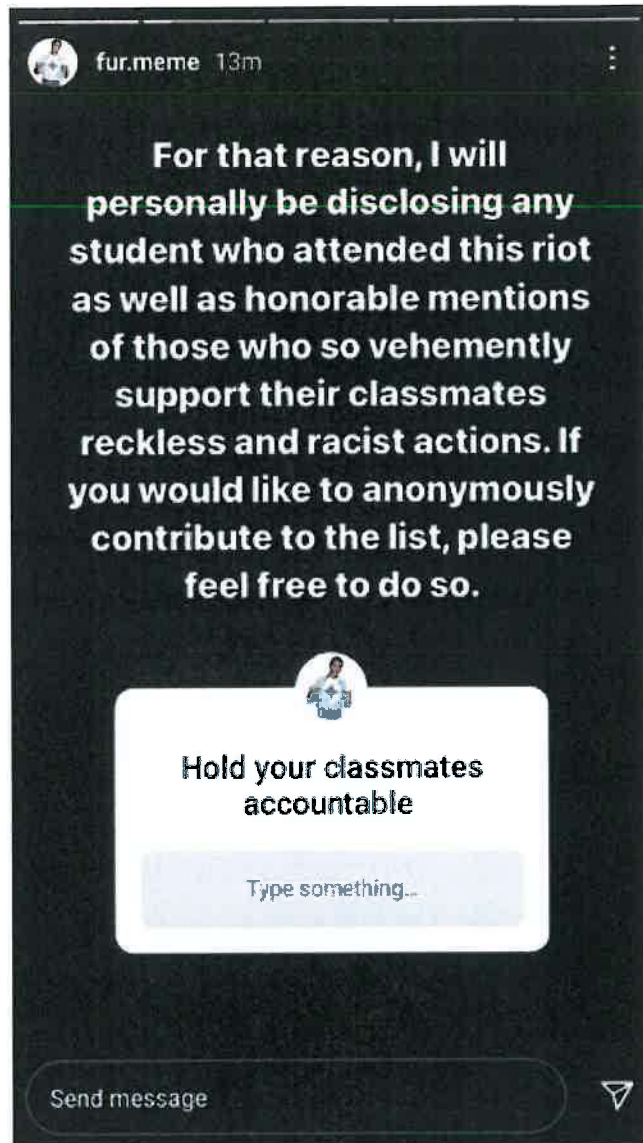 fur.meme 13m
For that reason, I will
personally be disclosing any
student who attended this riot
as well as honorable mentions
of those who so vehemently
support their classmates
reckless and racist actions. If
you would like to anonymously
contribute to the list, please
feel free to do so.
Hold your classmates
accountable
Type something...
Send message